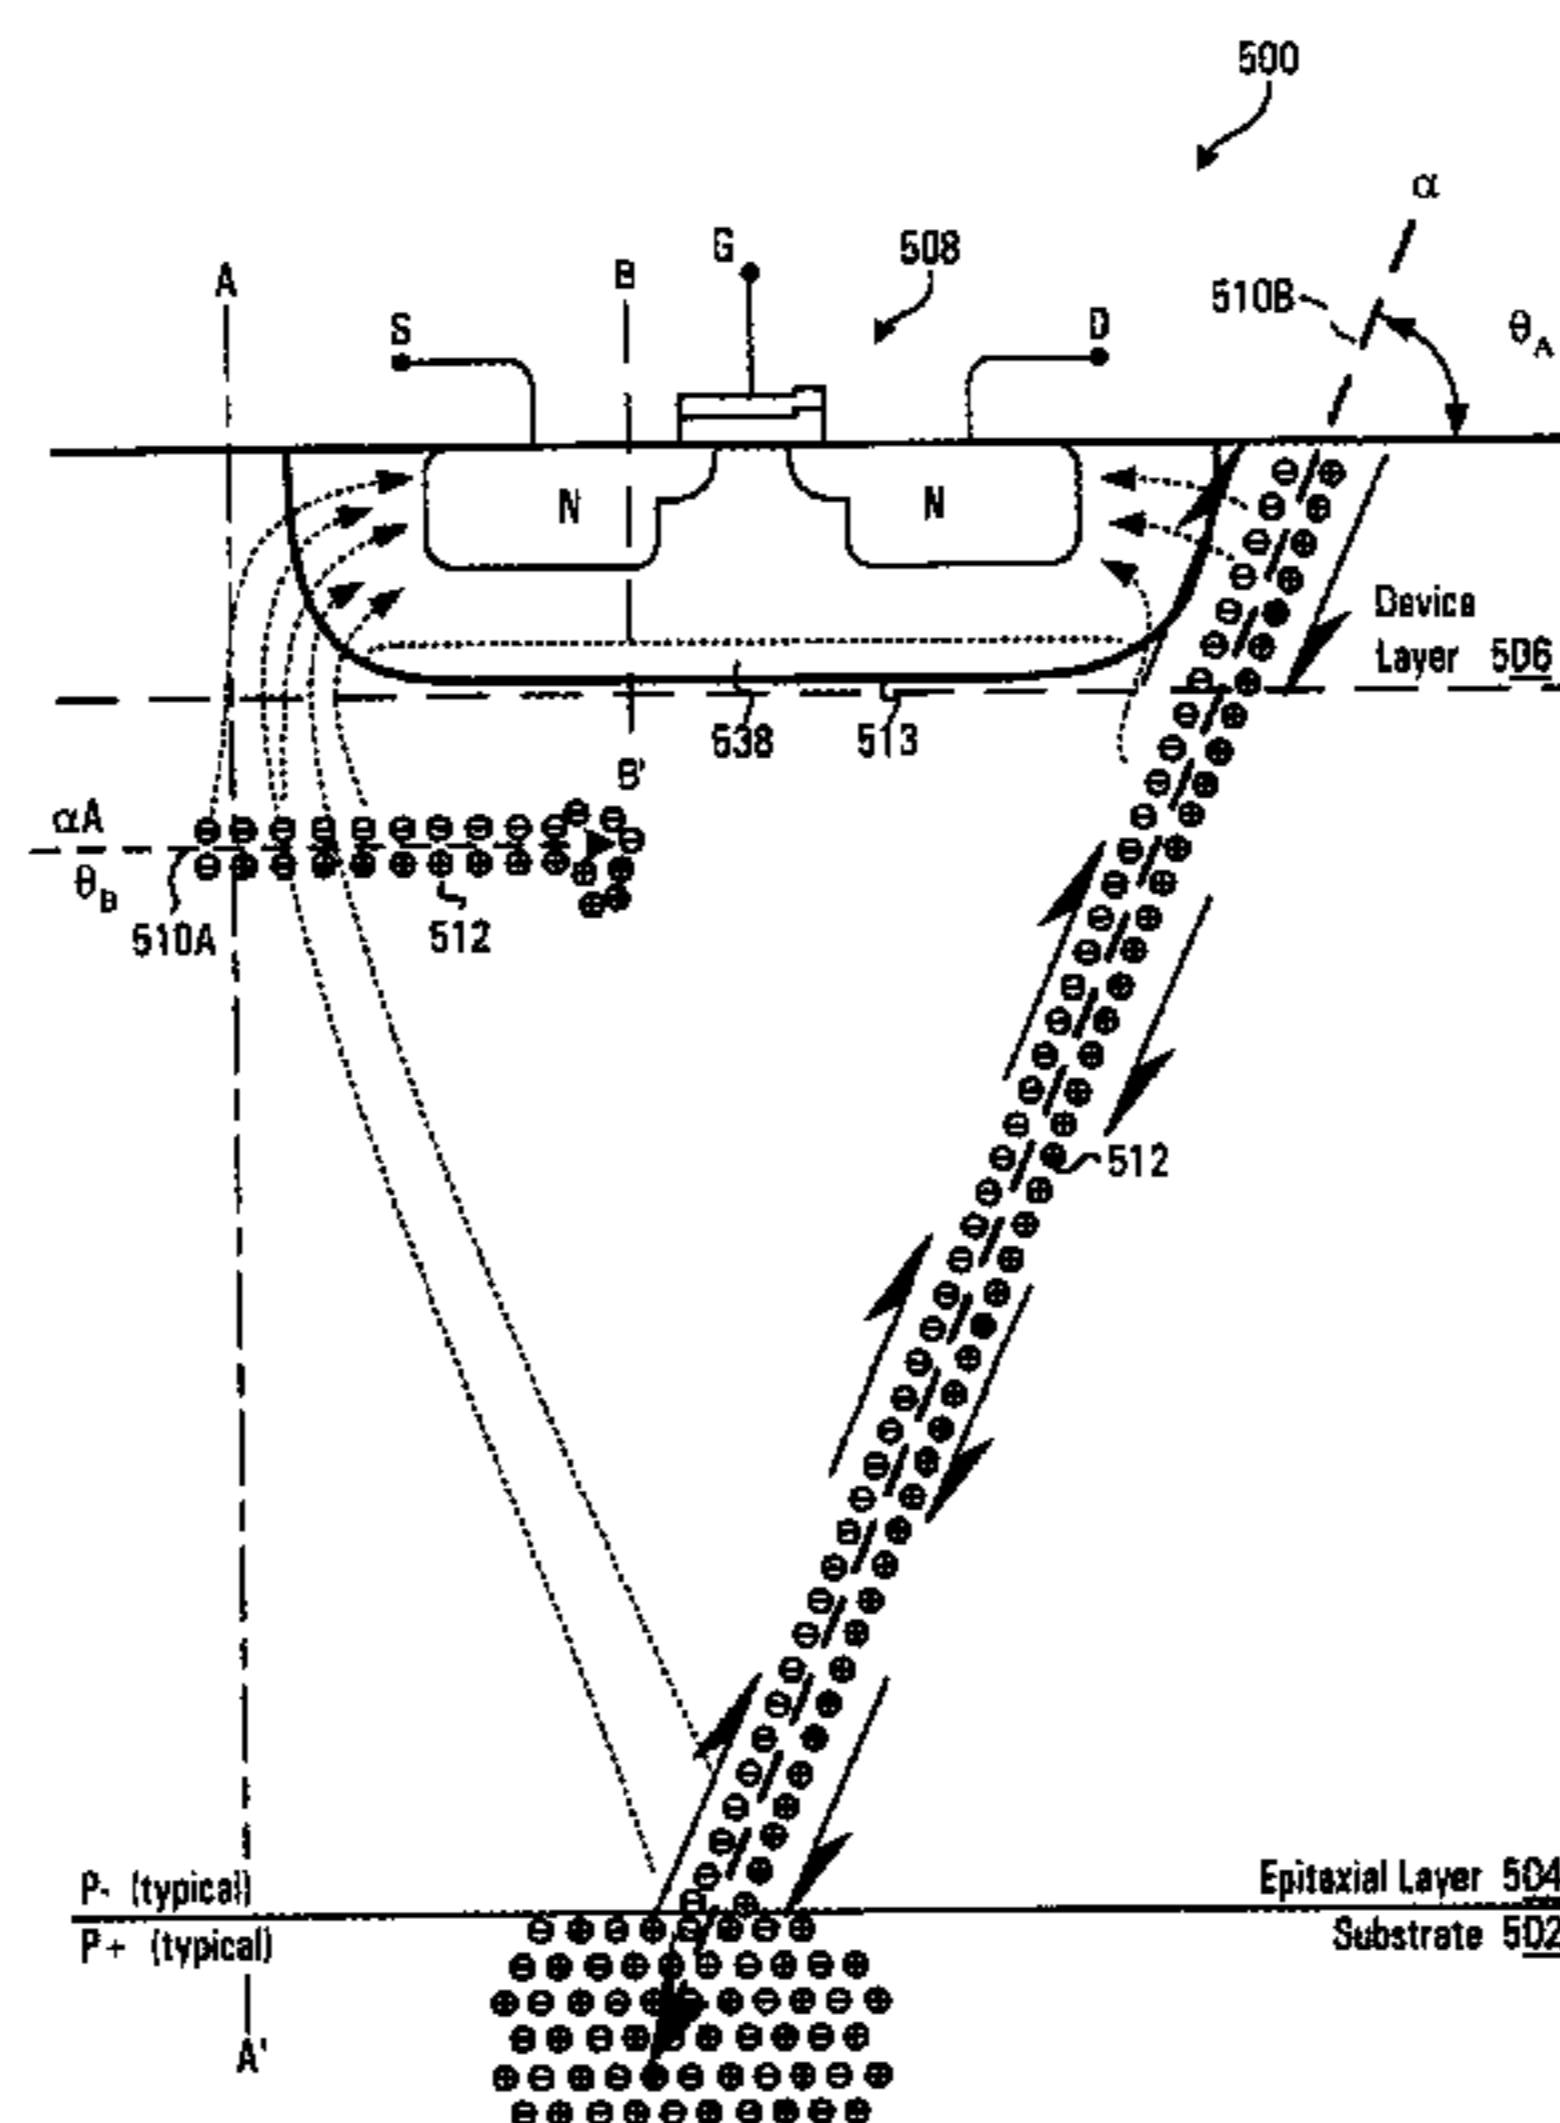 500
α
G
508
A
B
510B
S
D
θA
N
N
Device
Layer 506
538
513
B'
αA
θB
510A
512
512
P- (typical)
Epitaxial Layer 504
P+ (typical)
Substrate 502
A'